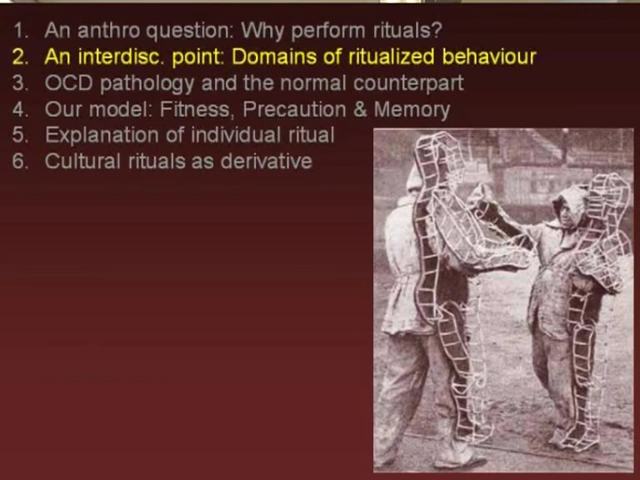 1. An anthro question: Why perform rituals?
2. An interdisc. point: Domains of ritualized behaviour
3. OCD pathology and the normal counterpart
4. Our model: Fitness, Precaution & Memory
5. Explanation of individual ritual
6. Cultural rituals as derivative